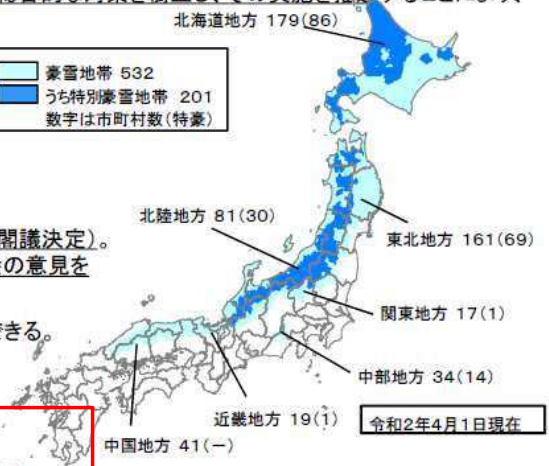 北海道地方 179(86)
豪雪地帯 532
うち特別豪雪地帯 201
数字は市町村数(特豪)
北陸地方 81(30)
東北地方 161(69)
閣議決定)。
の意見を
関東地方 17(1)
できる。
中部地方 34(14)
近畿地方 19(1)
令和2年4月1日現在
中国地方 41(-)